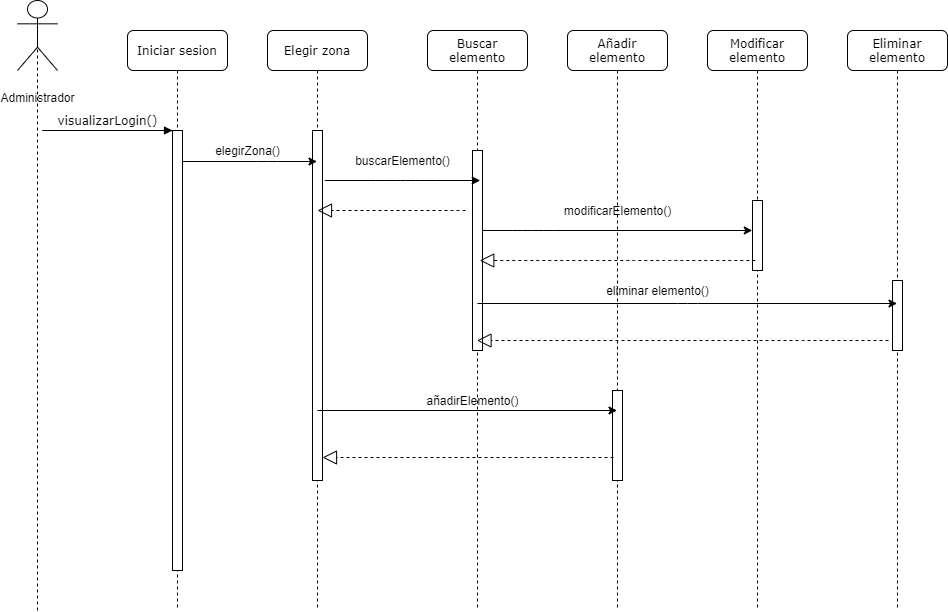 Iniciar sesion
Elegir zona
Buscar
elemento
Añadir
elemento
Modificar
elemento
Eliminar
elemento
Administrador
visualizarLogin()
elegirZona()
buscarElemento()
modificarElemento()
eliminar elemento()
añadirElemento()